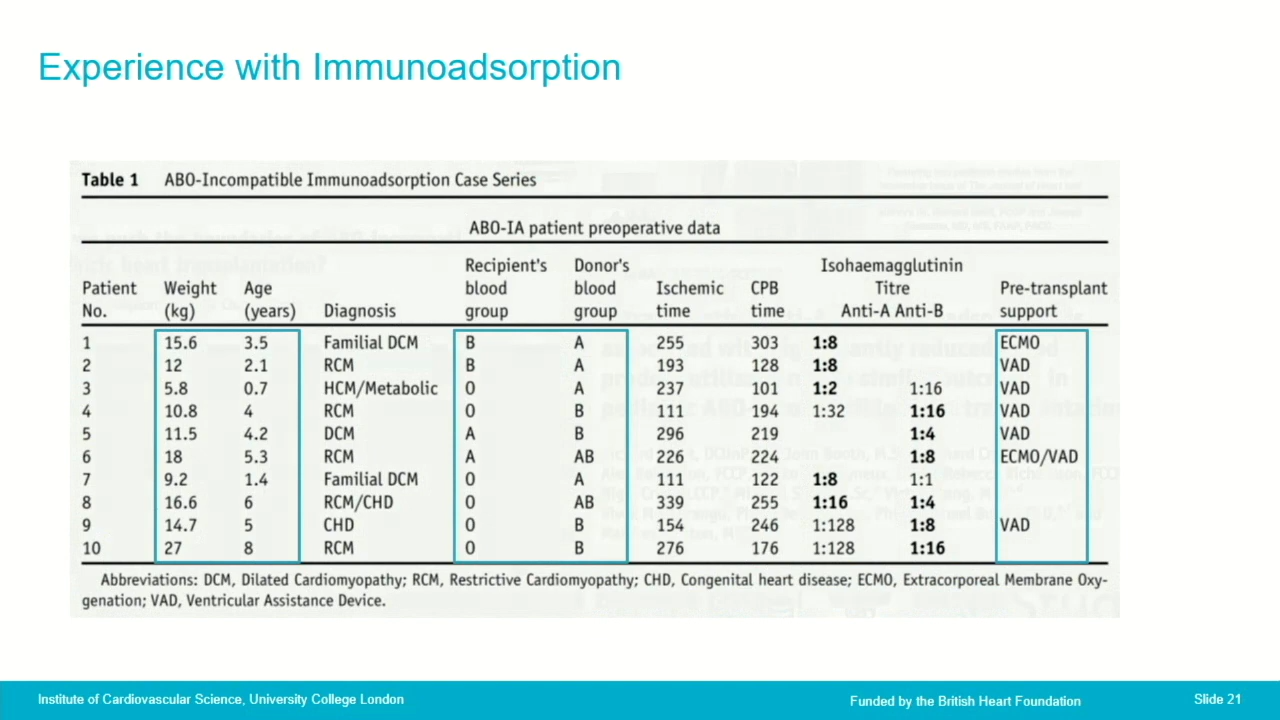 Experience with Immunoadsorption
Table 1 ABO-Incompatible Immunoadsorption Case Series
ABO-IA patient preoperative data
Recipient's Donor's Isohaemagglutinin
Patient Weight Age blood blood Ischemic CPB Titre Pre-transplant
No. (kg) (years) Diagnosis group group time time Anti-A Anti-B support
1 15.6 3.5 Familial DCM B A 255 303 1:8 ECMO
2 12 2.1 RCM B A 193 128 1:8 VAD
3 5.8 0.7 HCM/Metabolic O A 237 101 1:2 1:16 VAD
4 10.8 4 RCM O B 111 194 1:32 1:16 VAD
5 11.5 4.2 DCM A B 296 219 1:4 VAD
6 18 5.3 RCM A AB 226 224 1:8 ECMO/VAD
7 9.2 1.4 Familial DCM O A 111 122 1:8 1:1
8 16.6 6 RCM/CHD O AB 339 255 1:16 1:4
9 14.7 5 CHD O B 154 246 1:128 1:8 VAD
10 27 8 RCM O B 276 176 1:128 1:16
Abbreviations: DCM, Dilated Cardiomyopathy; RCM, Restrictive Cardiomyopathy; CHD, Congenital heart disease; ECMO, Extracorporeal Membrane Oxy-
genation; VAD, Ventricular Assistance Device.
Institute of Cardiovascular Science, University College London Funded by the British Heart Foundation Slide 21